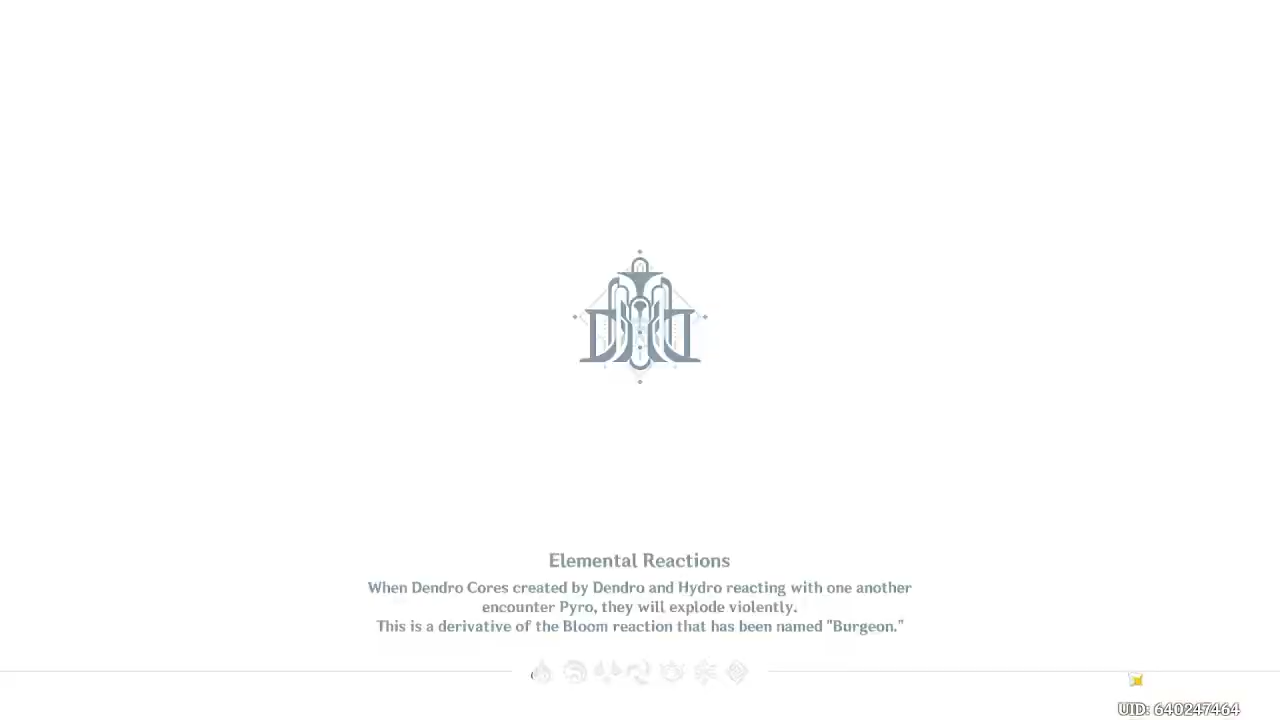 Elemental Reactions
When Dendro Cores created by Dendro and Hydro reacting with one another
encounter Pyro, they will explode violently.
This is a derivative of the Bloom reaction that has been named "Burgeon."
UID: 640247464